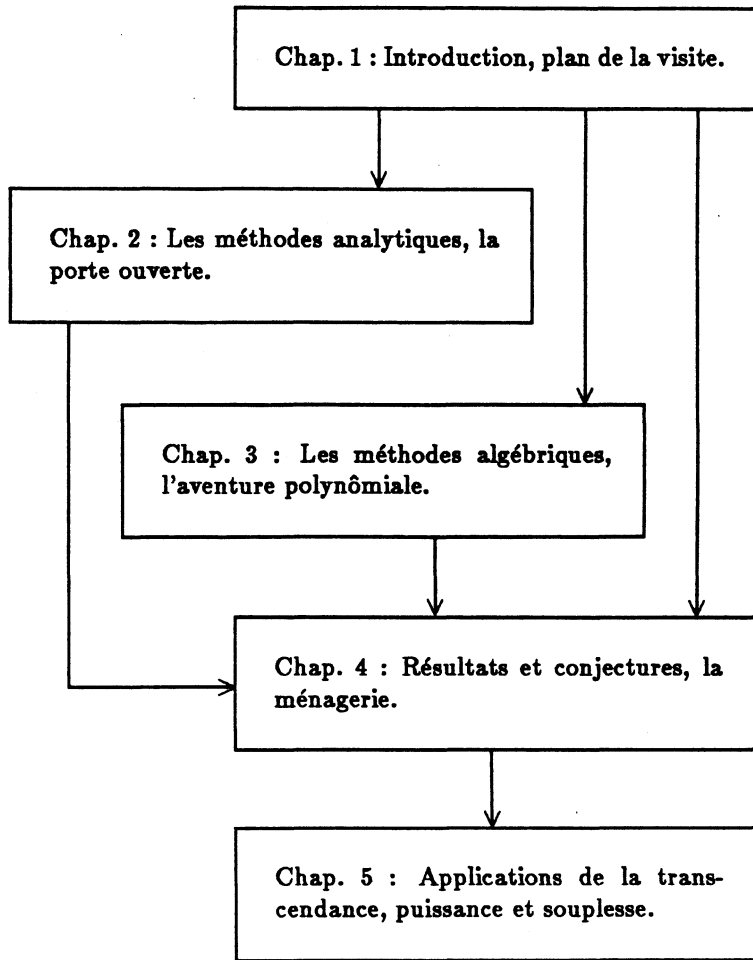 Chap. 1 : Introduction, plan de la visite.
Chap. 2 : Les méthodes analytiques, la
porte ouverte.
Chap. 3 : Les méthodes algébriques,
l'aventure polynômiale.
Chap. 4 : Résultats et conjectures, la
ménagerie.
Chap. 5 : Applications de la trans-
cendance, puissance et souplesse.